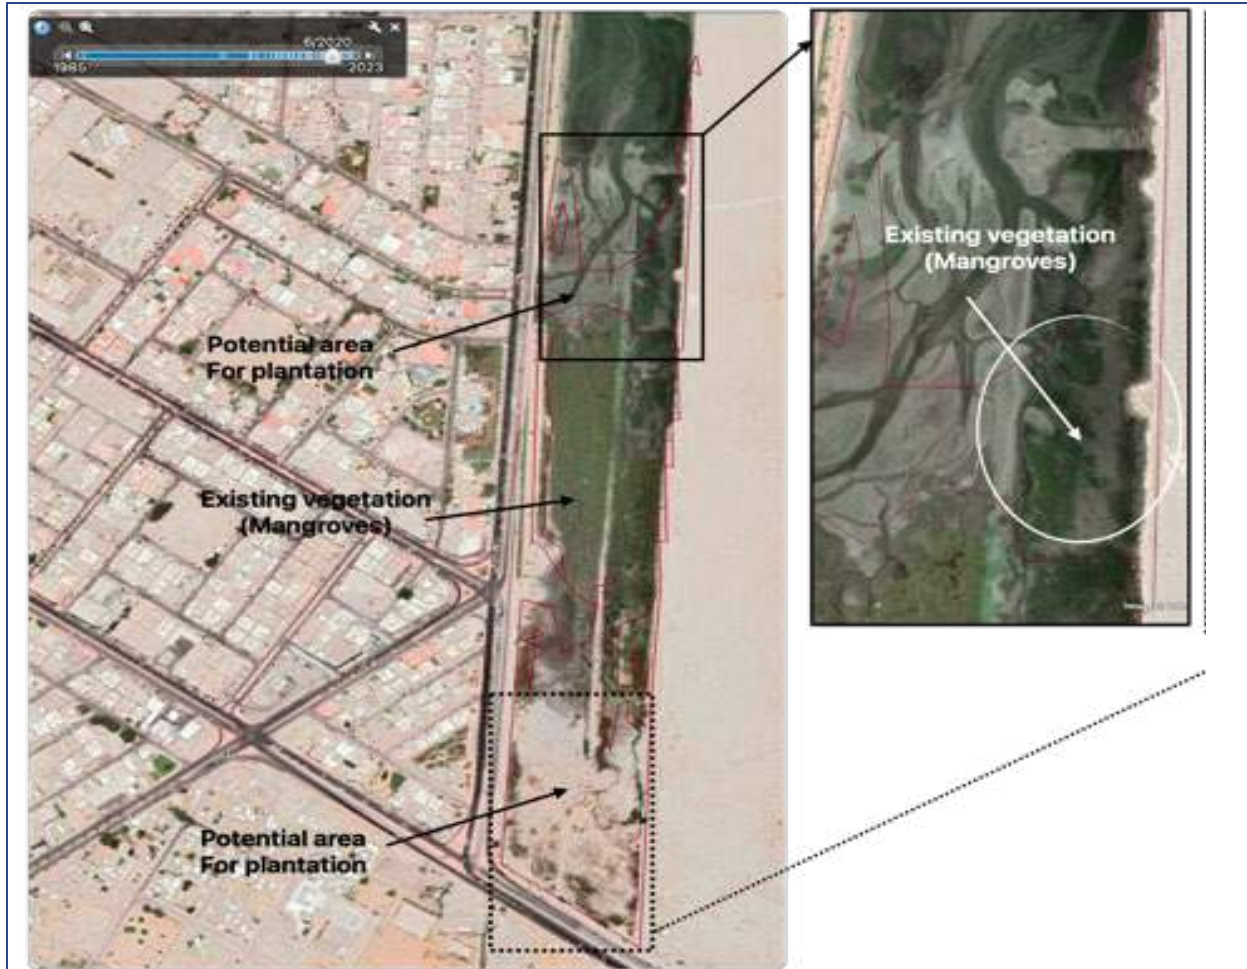 6/2020
1985
2023
Existing vegetation
(Mangroves)
Potential area
For plantation
Existing vegetation
(Mangroves)
Potential area
For plantation